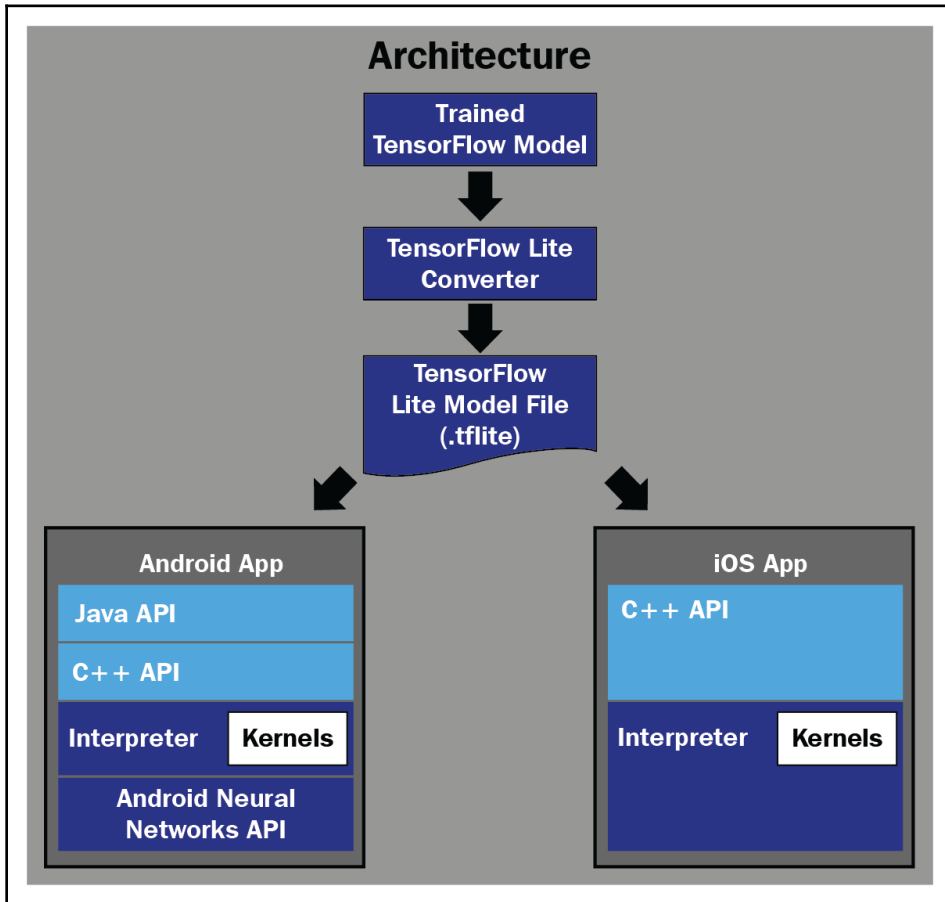 Architecture
Trained
TensorFlow Model
TensorFlow Lite
Converter
TensorFlow
Lite Model File
(.tflite)
Android App
Java API
C++ API
Interpreter
Kernels
Android Neural
Networks API
iOS App
C++ API
Interpreter
Kernels